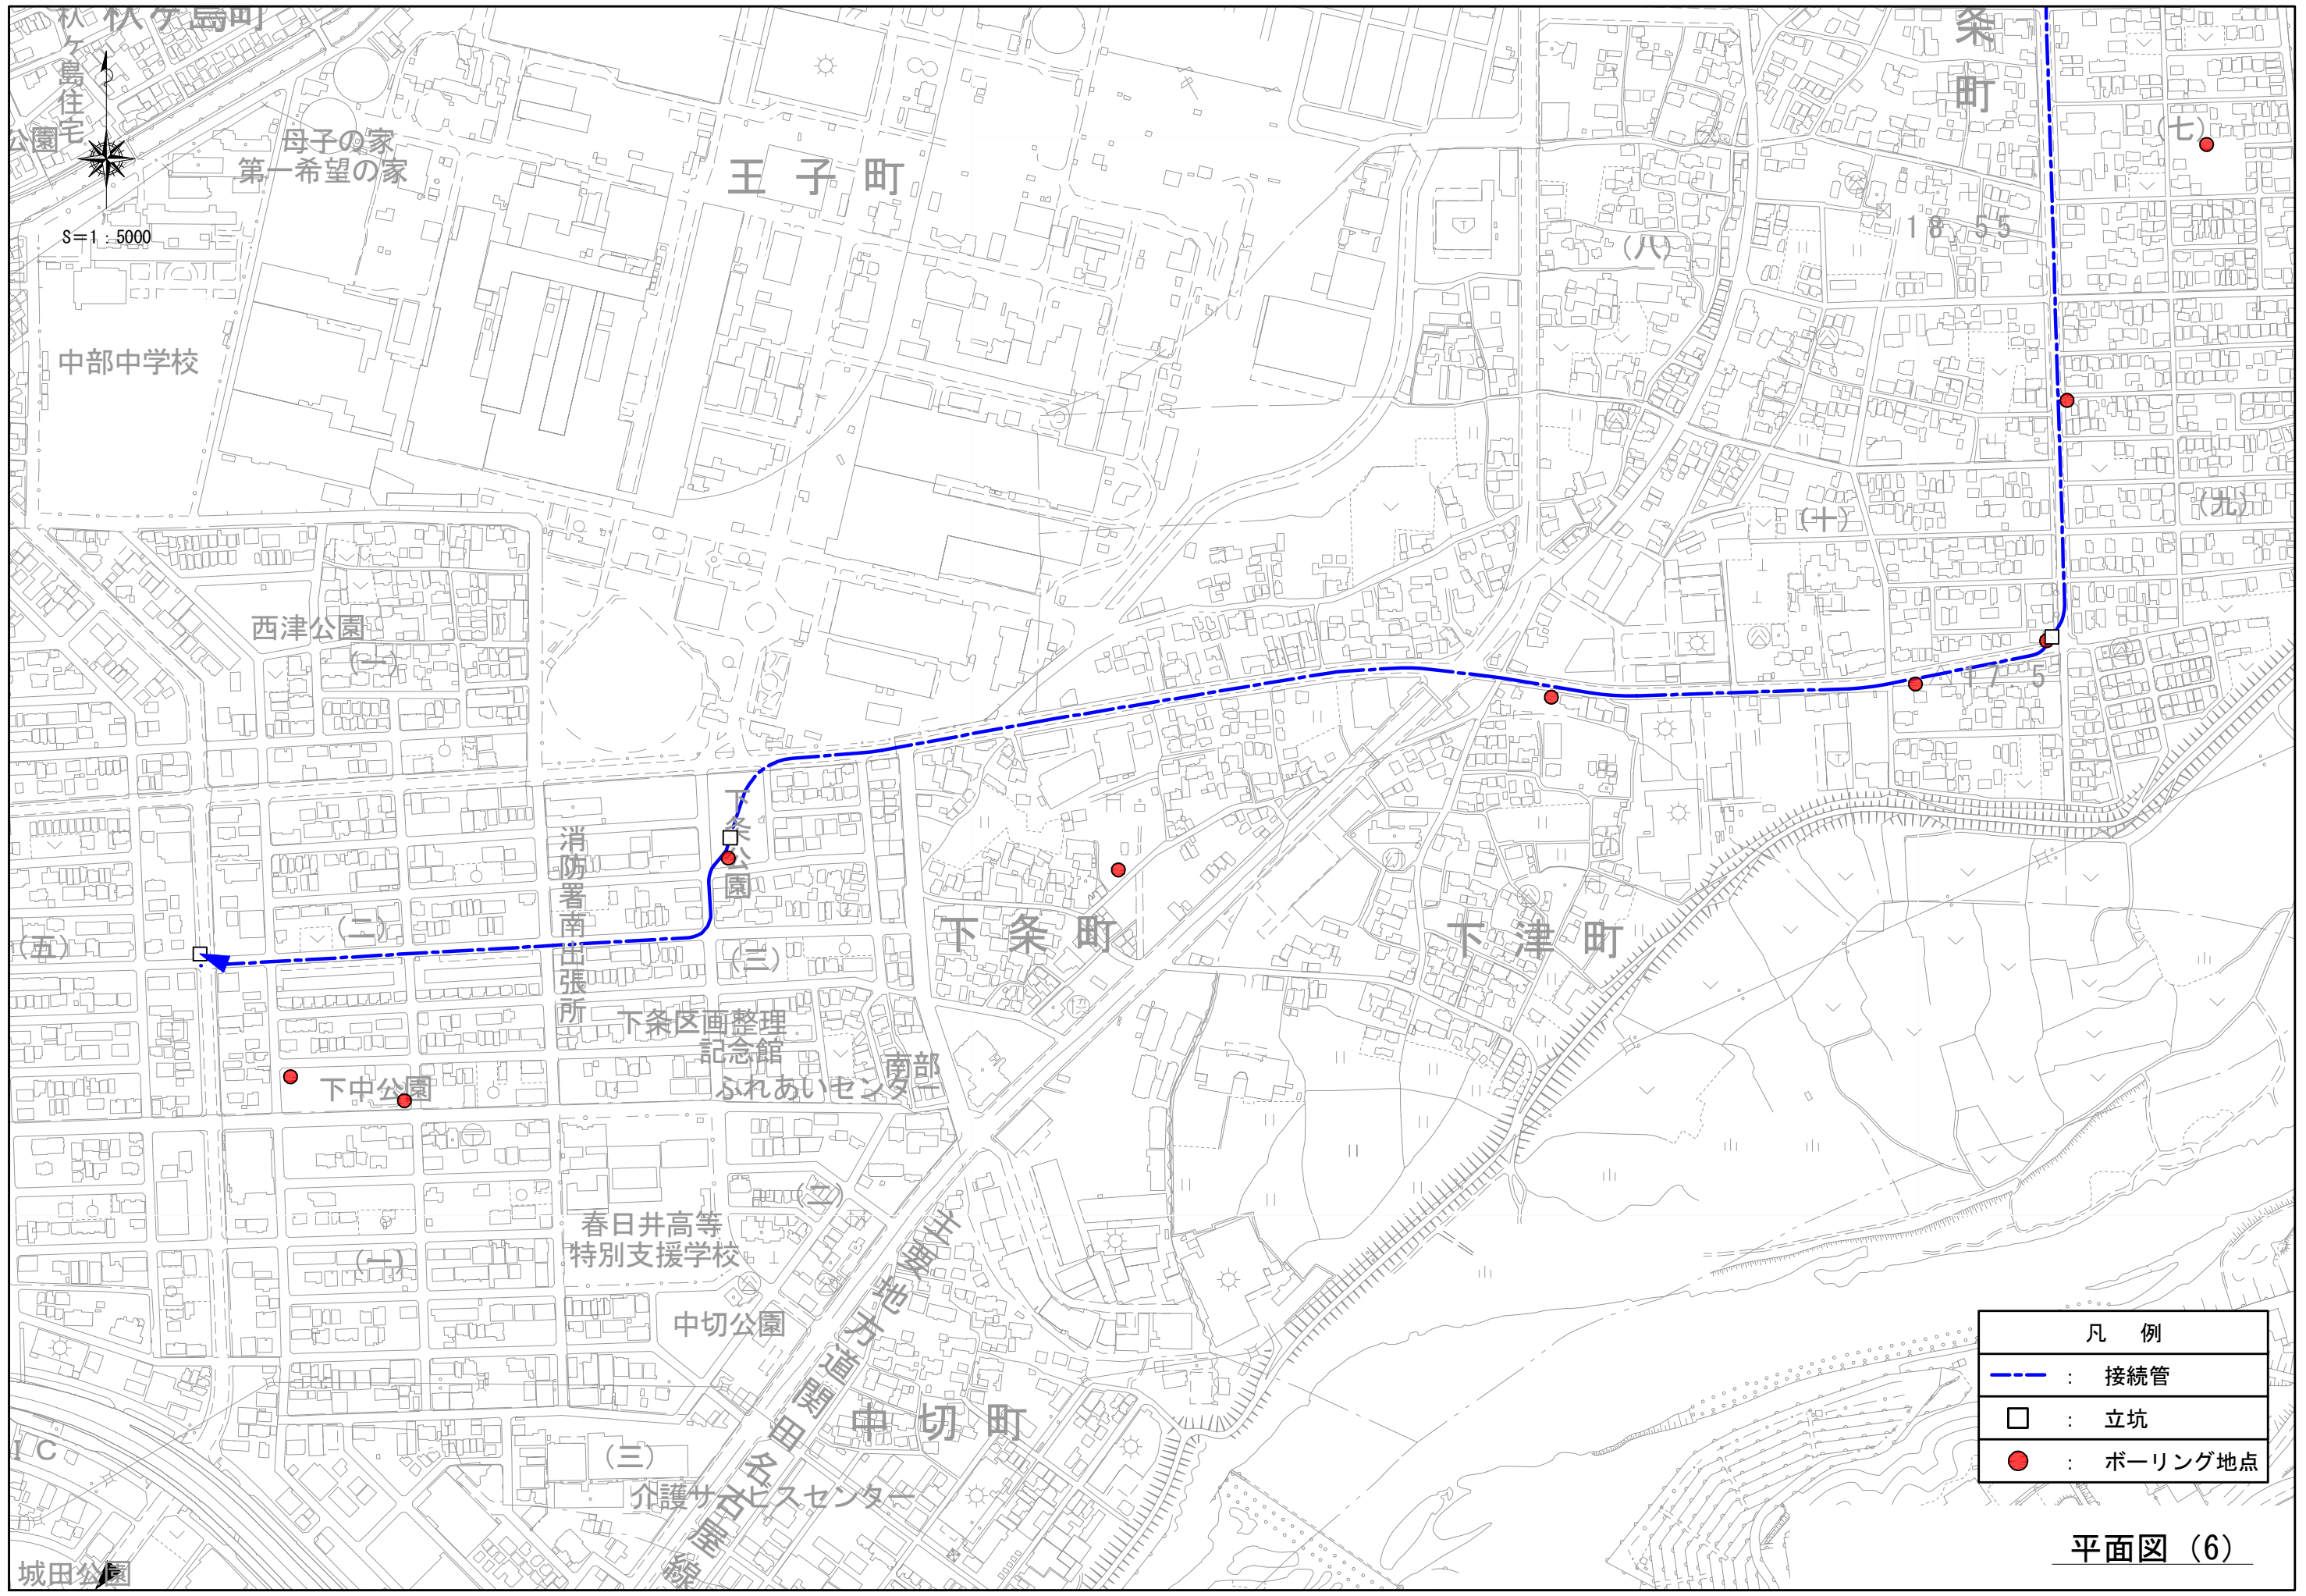 秋ヶ島町
秋ヶ島住宅
公園
母子の家
第一希望の家
王子町
条町
(七)
S=1:5000
18.55
(八)
中部中学校
(九)
(十)
西津公園
(一)
17.5
下条公園
消防署南出張所
(五)
(二)
(三)
下条町
下津町
下条区画整理
記念館
南部
ふれあいセンター
下中公園
(二)
春日井高等
特別支援学校
(一)
主要地方道関田名古屋線
中切公園
中切町
IC
(三)
介護サービスセンター
城田公園
凡 例
: 接続管
: 立坑
: ボーリング地点
平面図 (6)